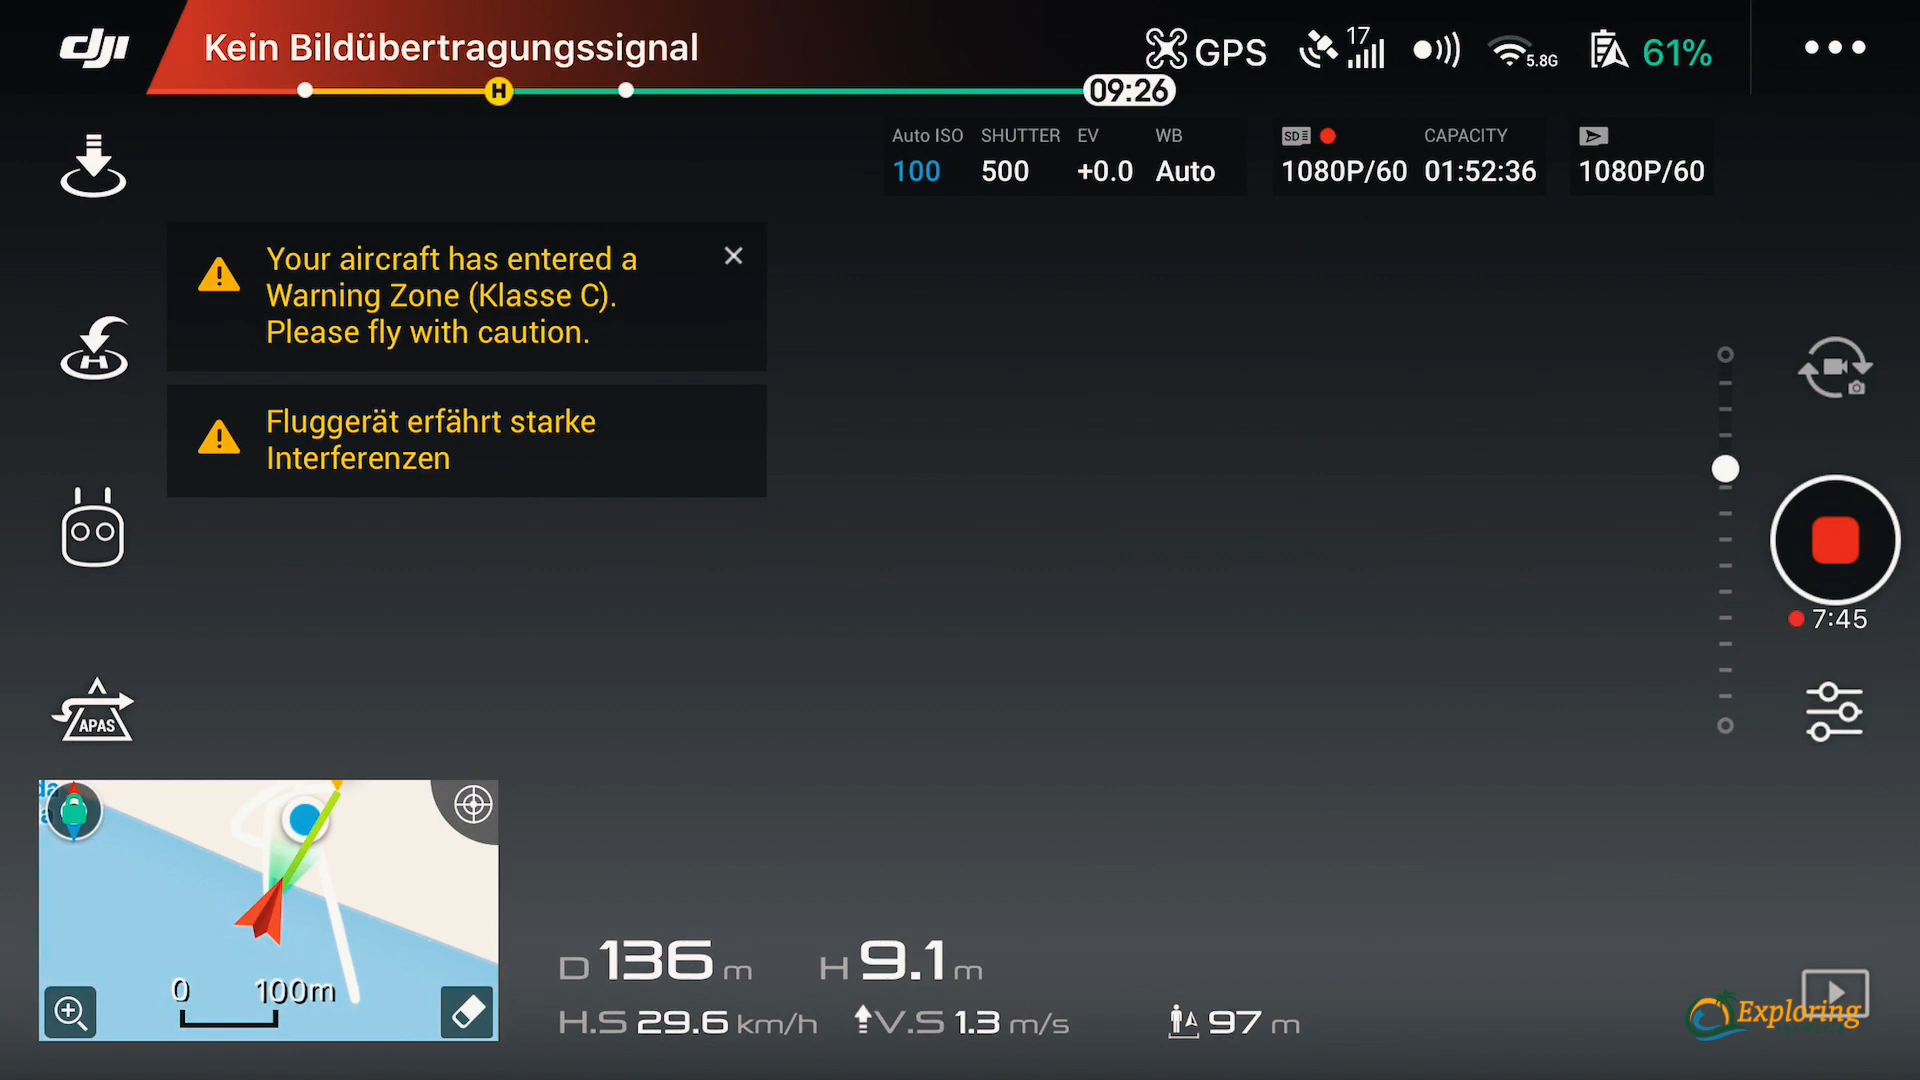 dji
Kein Bildübertragungssignal
GPS
17
5.8G
61%
H
09:26
Auto ISO SHUTTER EV WB
100 500 +0.0 Auto
SD CAPACITY
1080P/60 01:52:36
1080P/60
Your aircraft has entered a
Warning Zone (Klasse C).
Please fly with caution.
Fluggerät erfährt starke
Interferenzen
H
7:45
APAS
da
0 100m
D 136 m H 9.1 m
H.S 29.6 km/h V.S 1.3 m/s 97 m
Exploring